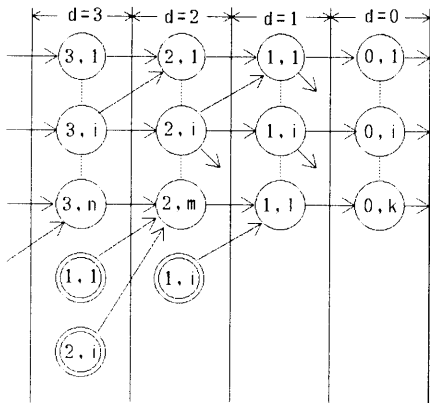 d=3 d=2 d=1 d=0
3,1 2,1 1,1 0,1
3,i 2,i 1,i 0,i
3,n 2,m 1,l 0,k
1,1 1,i
2,i